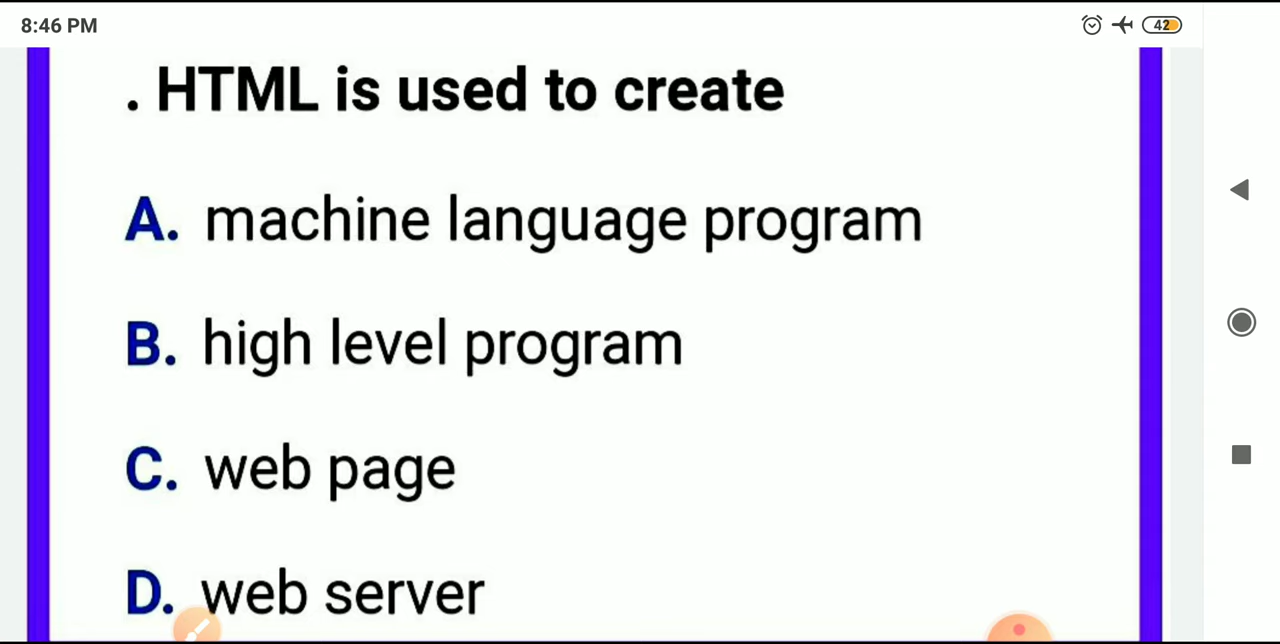 8:46 PM
42
. HTML is used to create
A. machine language program
B. high level program
C. web page
D. web server